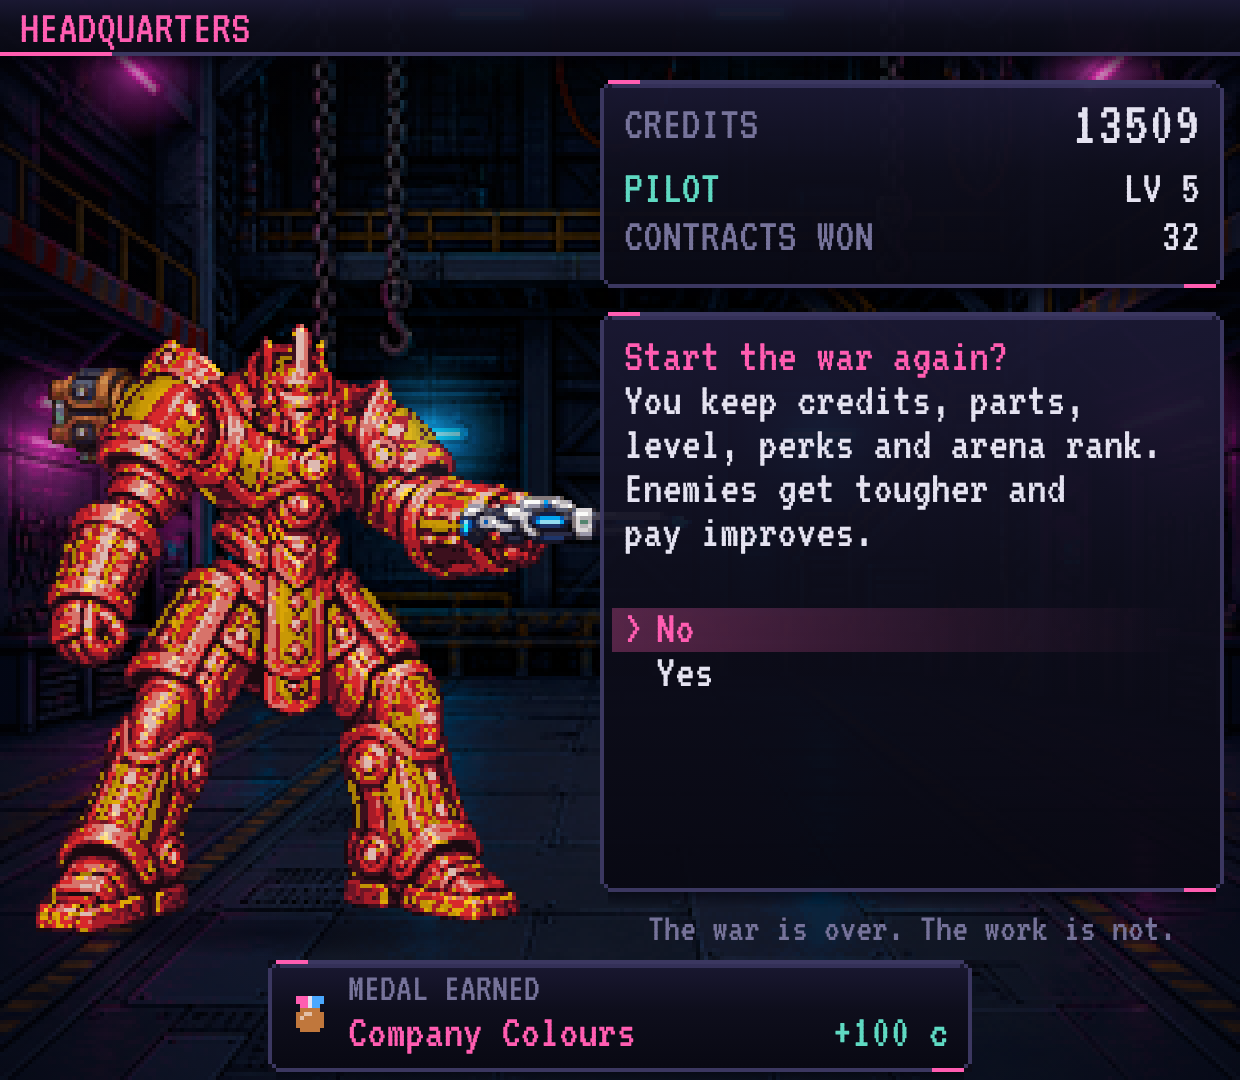 HEADQUARTERS
CREDITS 13509
PILOT LV 5
CONTRACTS WON 32
Start the war again?
You keep credits, parts,
level, perks and arena rank.
Enemies get tougher and
pay improves.
> No
Yes
The war is over. The work is not.
MEDAL EARNED
Company Colours +100 c